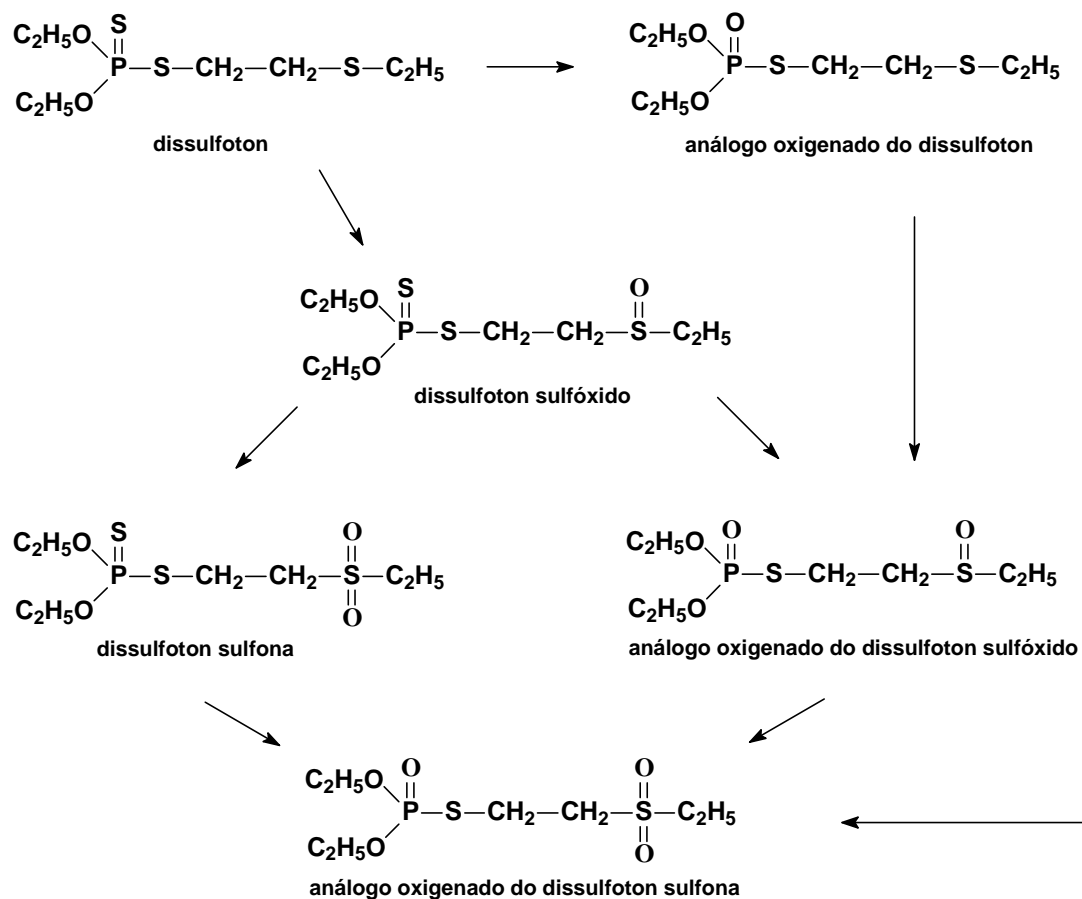 S
C₂H₅O
P—S—CH₂—CH₂—S—C₂H₅
C₂H₅O
dissulfoton
O
C₂H₅O
P—S—CH₂—CH₂—S—C₂H₅
C₂H₅O
análogo oxigenado do dissulfoton
S O
C₂H₅O
P—S—CH₂—CH₂—S—C₂H₅
C₂H₅O
dissulfoton sulfóxido
S O
C₂H₅O
P—S—CH₂—CH₂—S—C₂H₅
C₂H₅O O
dissulfoton sulfona
O O
C₂H₅O
P—S—CH₂—CH₂—S—C₂H₅
C₂H₅O
análogo oxigenado do dissulfoton sulfóxido
O O
C₂H₅O
P—S—CH₂—CH₂—S—C₂H₅
C₂H₅O O
análogo oxigenado do dissulfoton sulfona